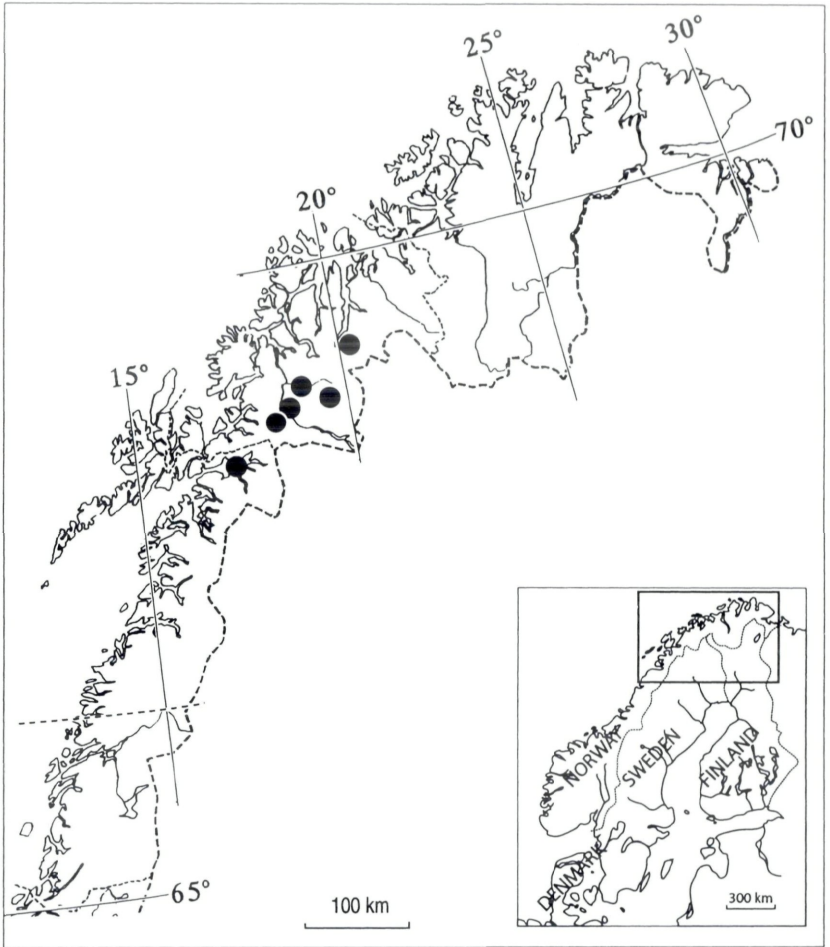 30°
25°
70°
20°
15°
NORWAY
SWEDEN
FINLAND
DENMARK
65°
100 km
300 km